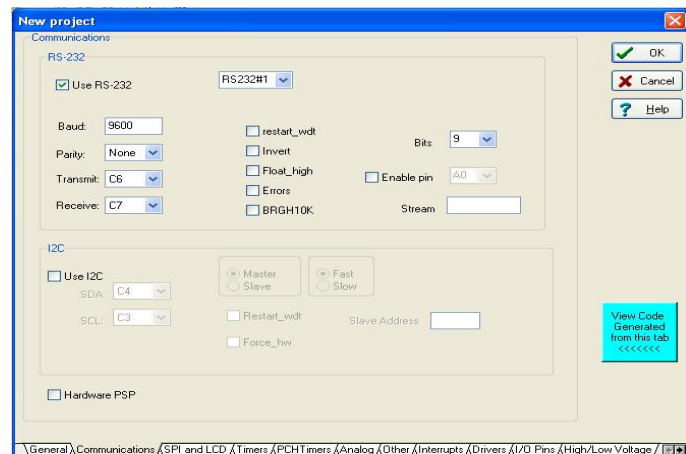 New project
Communications
RS-232
Use RS-232
RS232#1
OK
Cancel
Help
Baud: 9600
Parity: None
Transmit: C6
Receive: C7
restart_wdt
Invert
Float_high
Errors
BRGH10K
Bits 9
Enable pin A0
Stream
I2C
Use I2C
SDA: C4
SCL: C3
Master
Slave
Fast
Slow
Restart_wdt
Force_hw
Slave Address
View Code
Generated
from this tab
<<<<<<<
Hardware PSP
General Communications SPI and LCD Timers PCHTimers Analog Other Interrupts Drivers I/O Pins High/Low Voltage